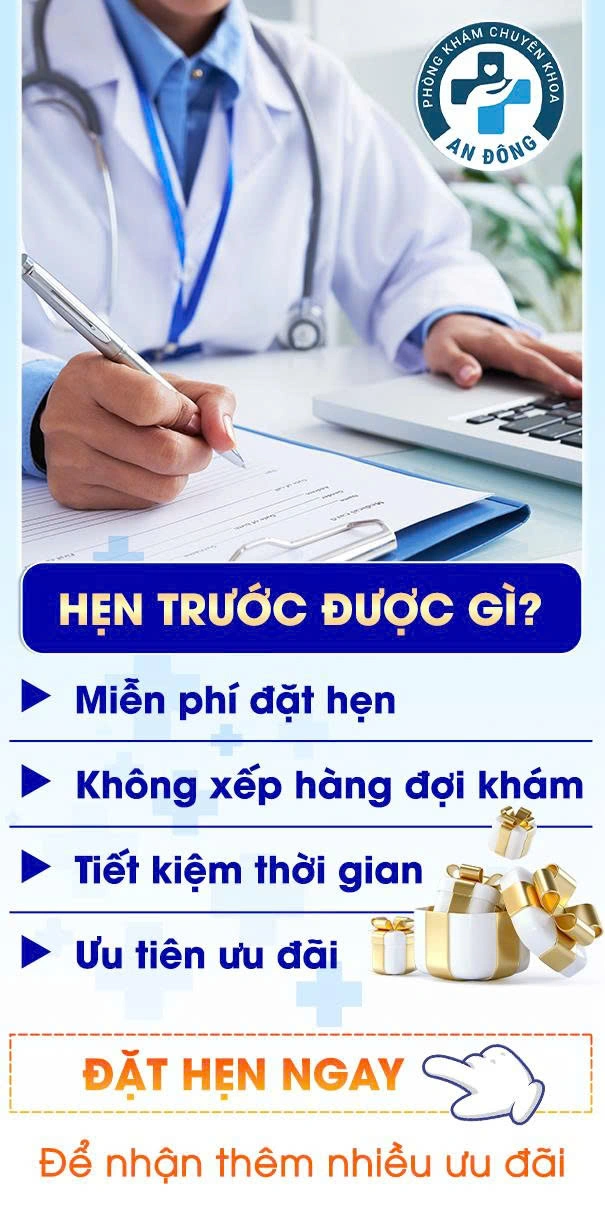 PHÒNG KHÁM CHUYÊN KHOA
AN ĐÔNG
HẸN TRƯỚC ĐƯỢC GÌ?
Miễn phí đặt hẹn
Không xếp hàng đợi khám
Tiết kiệm thời gian
Ưu tiên ưu đãi
ĐẶT HẸN NGAY
Để nhận thêm nhiều ưu đãi